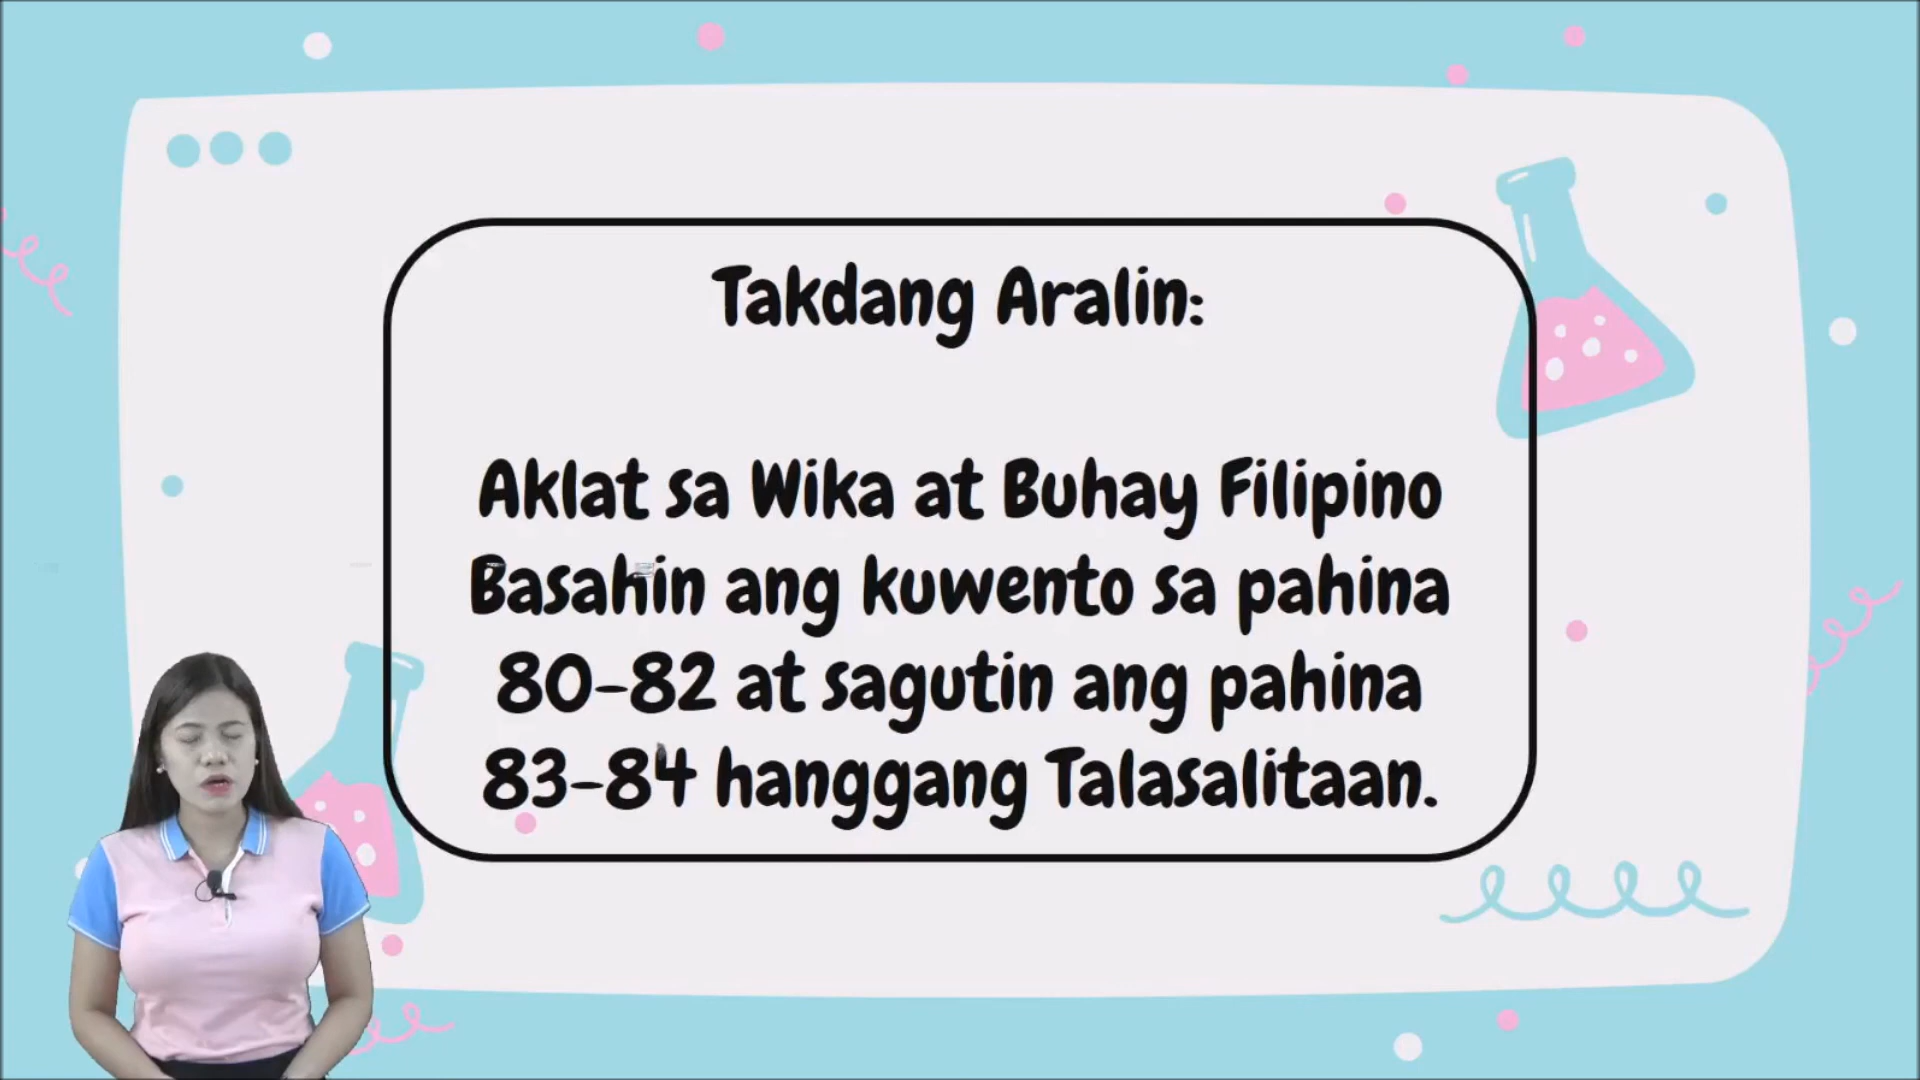 Takdang Aralin:
Aklat sa Wika at Buhay Filipino
Basahin ang kuwento sa pahina
80-82 at sagutin ang pahina
83-84 hanggang Talasalitaan.